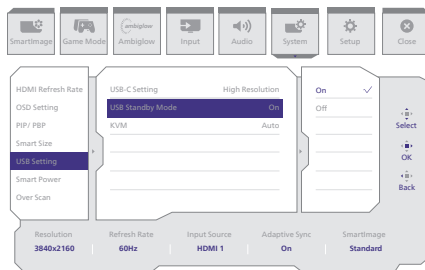 ambiglow
SmartImage Game Mode Ambiglow Input Audio System Setup Close
HDMI Refresh Rate
OSD Setting
PIP/ PBP
Smart Size
USB Setting
Smart Power
Over Scan
USB-C Setting High Resolution
USB Standby Mode On
KVM Auto
On
Off
Select
OK
Back
Resolution Refresh Rate Input Source Adaptive Sync SmartImage
3840x2160 60Hz HDMI 1 On Standard